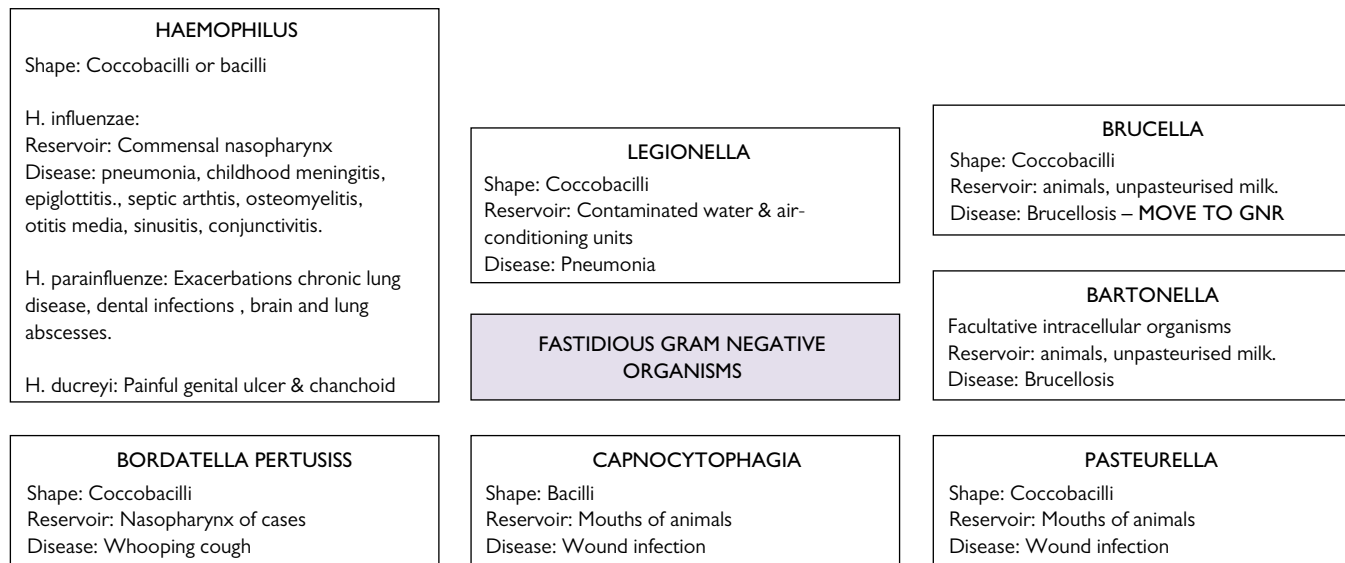 HAEMOPHILUS
Shape: Coccobacilli or bacilli
H. influenzae:
Reservoir: Commensal nasopharynx
Disease: pneumonia, childhood meningitis,
epiglottitis., septic arthtis, osteomyelitis,
otitis media, sinusitis, conjunctivitis.
H. parainfluenze: Exacerbations chronic lung
disease, dental infections , brain and lung
abscesses.
H. ducreyi: Painful genital ulcer & chanchoid
LEGIONELLA
Shape: Coccobacilli
Reservoir: Contaminated water & air-
conditioning units
Disease: Pneumonia
BRUCELLA
Shape: Coccobacilli
Reservoir: animals, unpasteurised milk.
Disease: Brucellosis – MOVE TO GNR
FASTIDIOUS GRAM NEGATIVE
ORGANISMS
BARTONELLA
Facultative intracellular organisms
Reservoir: animals, unpasteurised milk.
Disease: Brucellosis
BORDATELLA PERTUSISS
Shape: Coccobacilli
Reservoir: Nasopharynx of cases
Disease: Whooping cough
CAPNOCYTOPHAGIA
Shape: Bacilli
Reservoir: Mouths of animals
Disease: Wound infection
PASTEURELLA
Shape: Coccobacilli
Reservoir: Mouths of animals
Disease: Wound infection